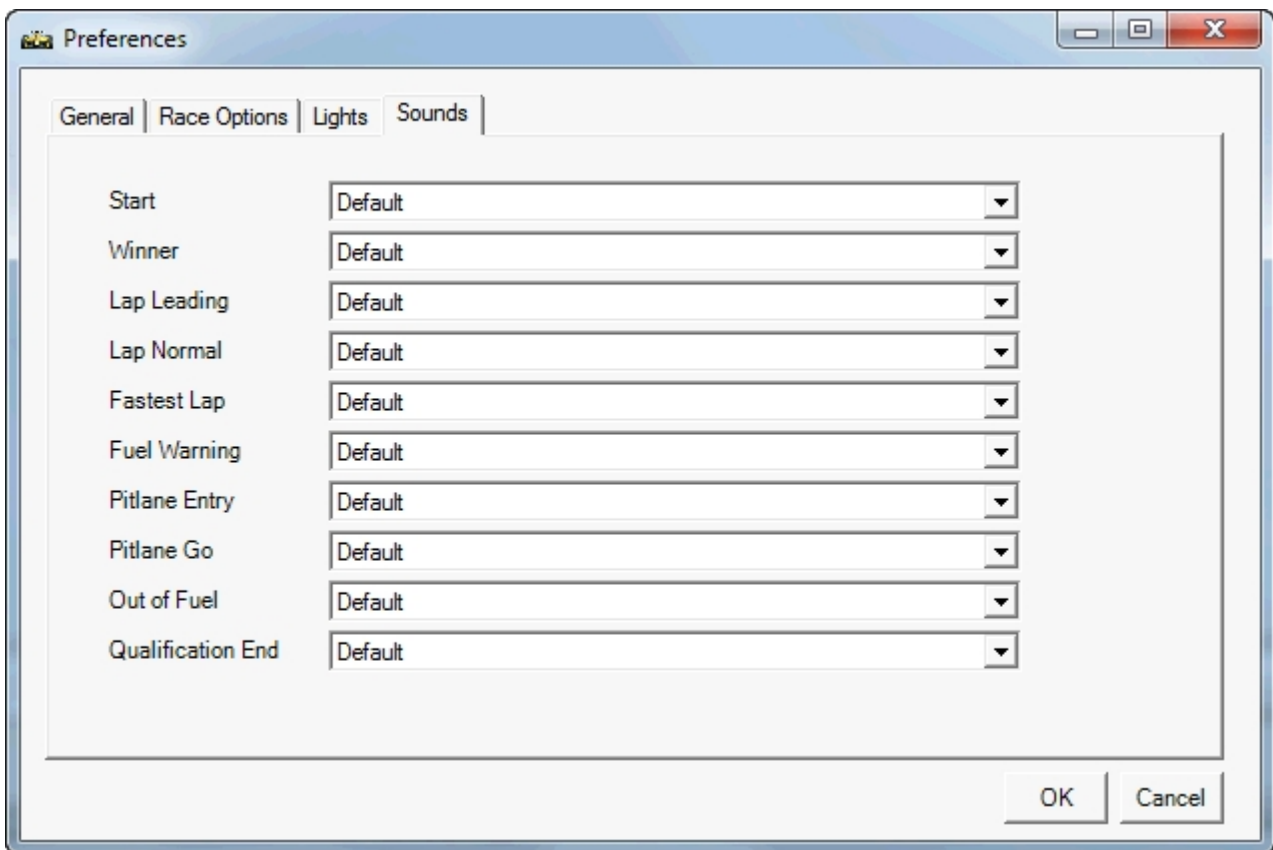 Preferences
General Race Options Lights Sounds
Start Default
Winner Default
Lap Leading Default
Lap Normal Default
Fastest Lap Default
Fuel Warning Default
Pitlane Entry Default
Pitlane Go Default
Out of Fuel Default
Qualification End Default
OK Cancel